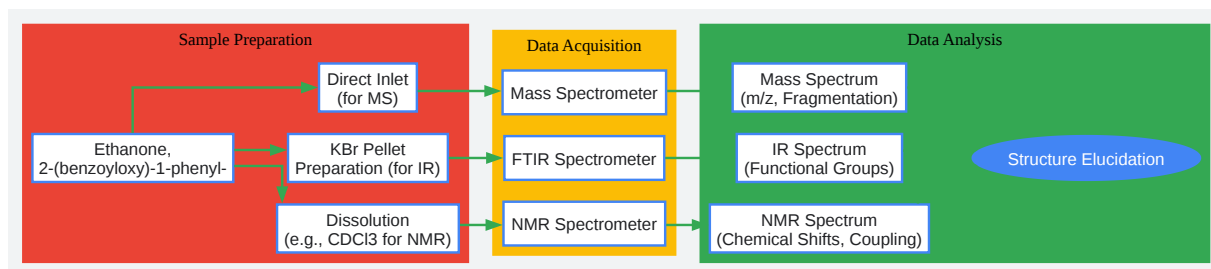 Sample Preparation
Data Acquisition
Data Analysis
Direct Inlet
(for MS)
Mass Spectrometer
Mass Spectrum
(m/z, Fragmentation)
Ethanone,
2-(benzoyloxy)-1-phenyl-
KBr Pellet
Preparation (for IR)
FTIR Spectrometer
IR Spectrum
(Functional Groups)
Structure Elucidation
Dissolution
(e.g., CDCl3 for NMR)
NMR Spectrometer
NMR Spectrum
(Chemical Shifts, Coupling)